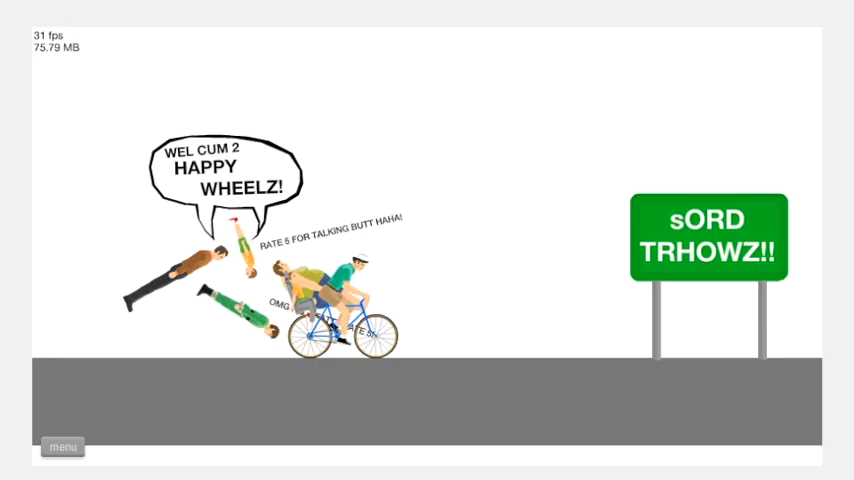 31 fps
75.79 MB
WEL CUM 2
HAPPY
WHEELZ!
RATE 5 FOR TALKING BUTT HAHA!
OMG
sORD
TRHOWZ!!
menu